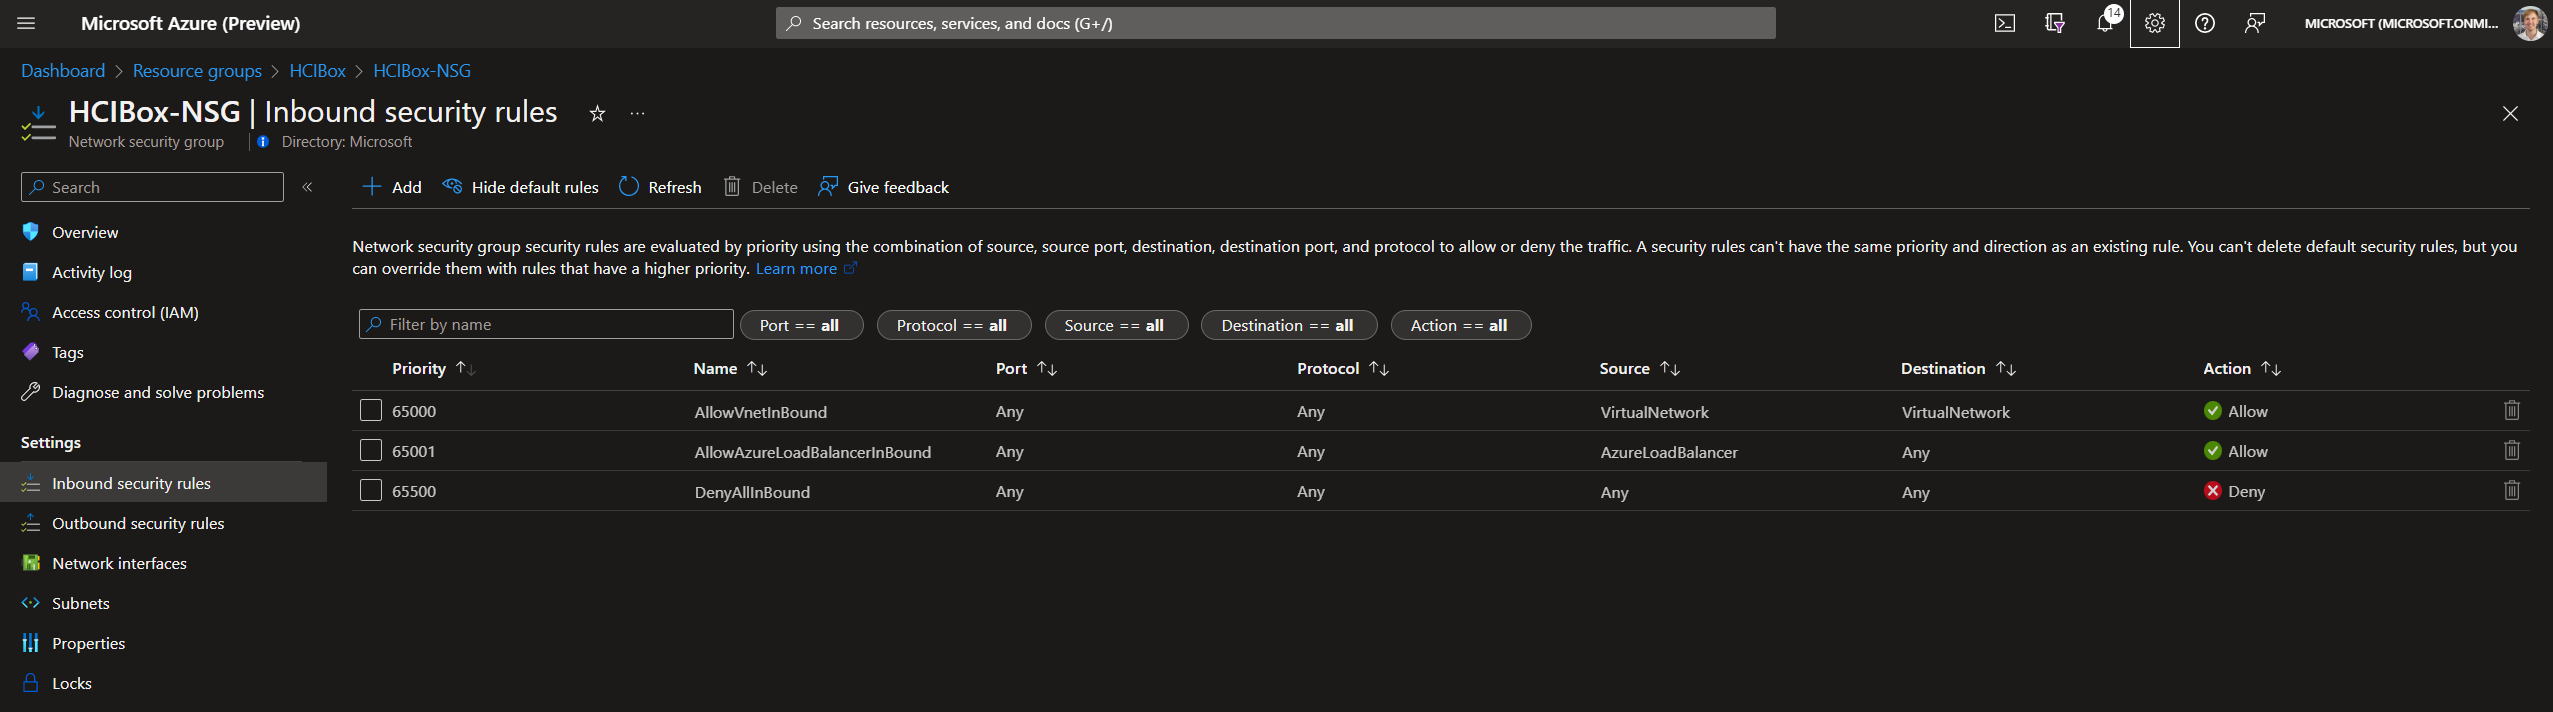 Microsoft Azure (Preview)
Search resources, services, and docs (G+/)
14
MICROSOFT (MICROSOFT.ONMI...
Dashboard > Resource groups > HCIBox > HCIBox-NSG
HCIBox-NSG | Inbound security rules
Network security group
Directory: Microsoft
Search
Overview
Activity log
Access control (IAM)
Tags
Diagnose and solve problems
Settings
Inbound security rules
Outbound security rules
Network interfaces
Subnets
Properties
Locks
Add Hide default rules Refresh Delete Give feedback
Network security group security rules are evaluated by priority using the combination of source, source port, destination, destination port, and protocol to allow or deny the traffic. A security rules can't have the same priority and direction as an existing rule. You can't delete default security rules, but you
can override them with rules that have a higher priority. Learn more
Filter by name Port == all Protocol == all Source == all Destination == all Action == all
Priority Name Port Protocol Source Destination Action
65000 AllowVnetInBound Any Any VirtualNetwork VirtualNetwork Allow
65001 AllowAzureLoadBalancerInBound Any Any AzureLoadBalancer Any Allow
65500 DenyAllInBound Any Any Any Any Deny